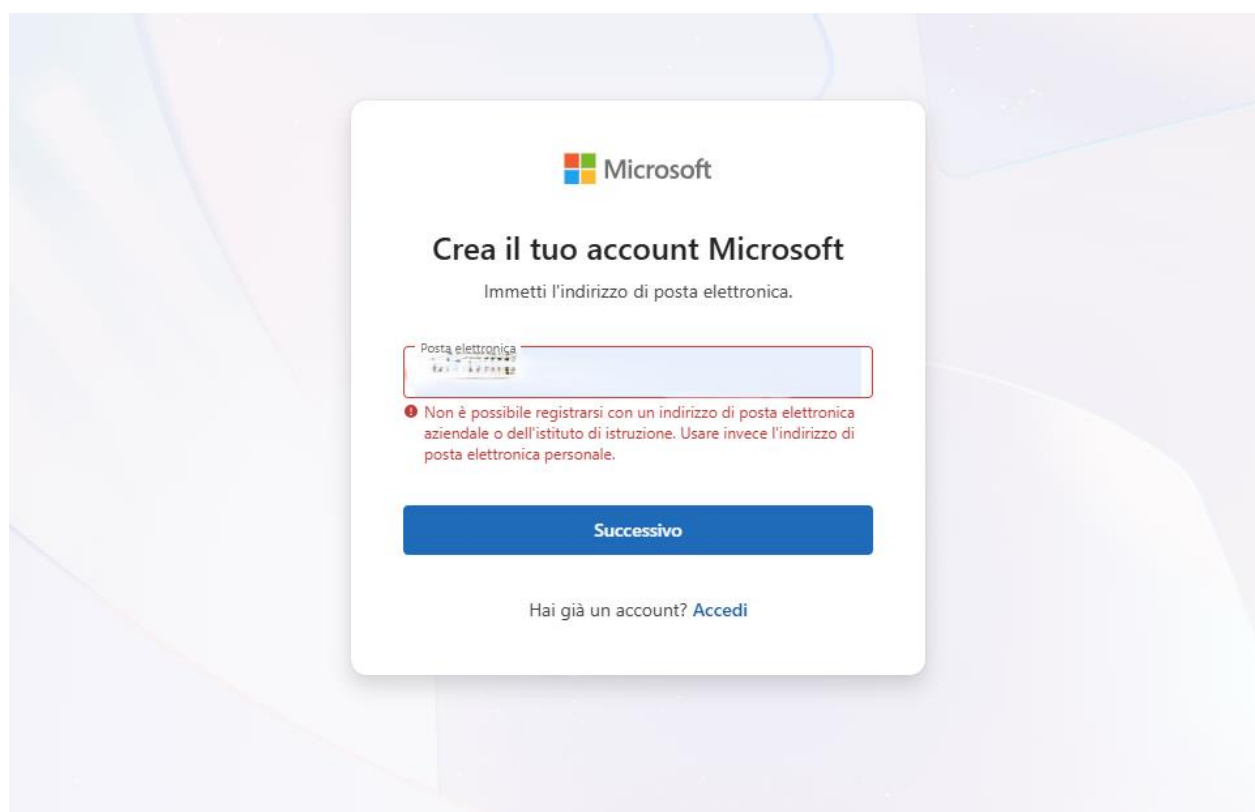 Microsoft
Crea il tuo account Microsoft
Immetti l'indirizzo di posta elettronica.
Posta elettronica
Non è possibile registrarsi con un indirizzo di posta elettronica
aziendale o dell'istituto di istruzione. Usare invece l'indirizzo di
posta elettronica personale.
Successivo
Hai già un account? Accedi